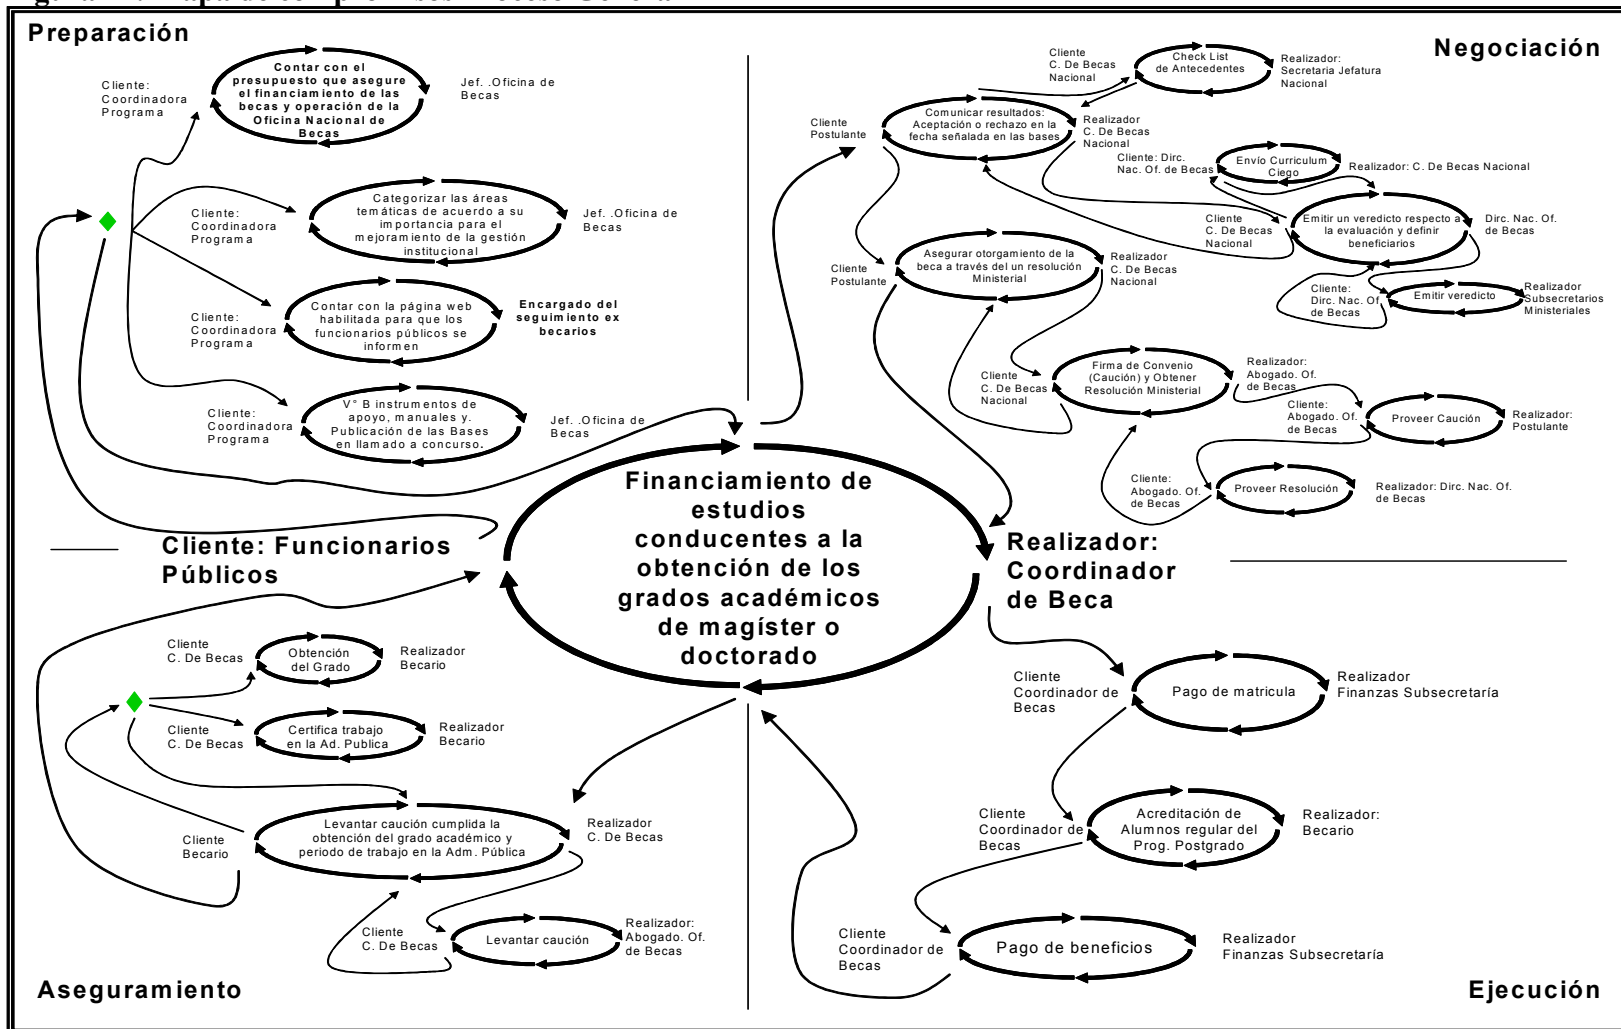 Preparación
Cliente:
Coordinadora
Programa
Contar con el
presupuesto que asegure
el financiamiento de las
becas y operación de la
Oficina Nacional de
Becas
Jef. .Oficina de
Becas
Cliente:
Coordinadora
Programa
Categorizar las áreas
temáticas de acuerdo a su
importancia para el
mejoramiento de la gestión
institucional
Jef. .Oficina de
Becas
Cliente:
Coordinadora
Programa
Contar con la página web
habilitada para que los
funcionarios públicos se
informen
Encargado del
seguimiento ex
becarios
Cliente:
Coordinadora
Programa
V° B instrumentos de
apoyo, manuales y.
Publicación de las Bases
en llamado a concurso.
Jef. .Oficina de
Becas
Negociación
Cliente
C. De Becas
Nacional
Check List
de Antecedentes
Realizador:
Secretaria Jefatura
Nacional
Cliente
Postulante
Comunicar resultados:
Aceptación o rechazo en la
fecha señalada en las bases
Realizador
C. De Becas
Nacional
Cliente: Dirc.
Nac. Of. de Becas
Envío Curriculum
Ciego
Realizador: C. De Becas Nacional
Cliente
C. De Becas
Nacional
Emitir un veredicto respecto a
la evaluación y definir
beneficiarios
Dirc. Nac. Of.
de Becas
Cliente
Postulante
Asegurar otorgamiento de la
beca a través del un resolución
Ministerial
Realizador
C. De Becas
Nacional
Cliente:
Dirc. Nac. Of.
de Becas
Emitir veredicto
Realizador
Subsecretarios
Ministeriales
Cliente
C. De Becas
Nacional
Firma de Convenio
(Caución) y Obtener
Resolución Ministerial
Realizador:
Abogado. Of.
de Becas
Cliente:
Abogado. Of.
de Becas
Proveer Caución
Realizador:
Postulante
Cliente:
Abogado. Of.
de Becas
Proveer Resolución
Realizador: Dirc. Nac. Of.
de Becas
Cliente: Funcionarios
Públicos
Financiamiento de
estudios
conducentes a la
obtención de los
grados académicos
de magíster o
doctorado
Realizador:
Coordinador
de Beca
Cliente
C. De Becas
Obtención
del Grado
Realizador
Becario
Cliente
C. De Becas
Certifica trabajo
en la Ad. Publica
Realizador
Becario
Cliente
Becario
Levantar caución cumplida la
obtención del grado académico y
periodo de trabajo en la Adm. Pública
Realizador
C. De Becas
Cliente
C. De Becas
Levantar caución
Realizador:
Abogado. Of.
de Becas
Aseguramiento
Cliente
Coordinador de
Becas
Pago de matricula
Realizador
Finanzas Subsecretaría
Cliente
Coordinador de
Becas
Acreditación de
Alumnos regular del
Prog. Postgrado
Realizador:
Becario
Cliente
Coordinador de
Becas
Pago de beneficios
Realizador
Finanzas Subsecretaría
Ejecución